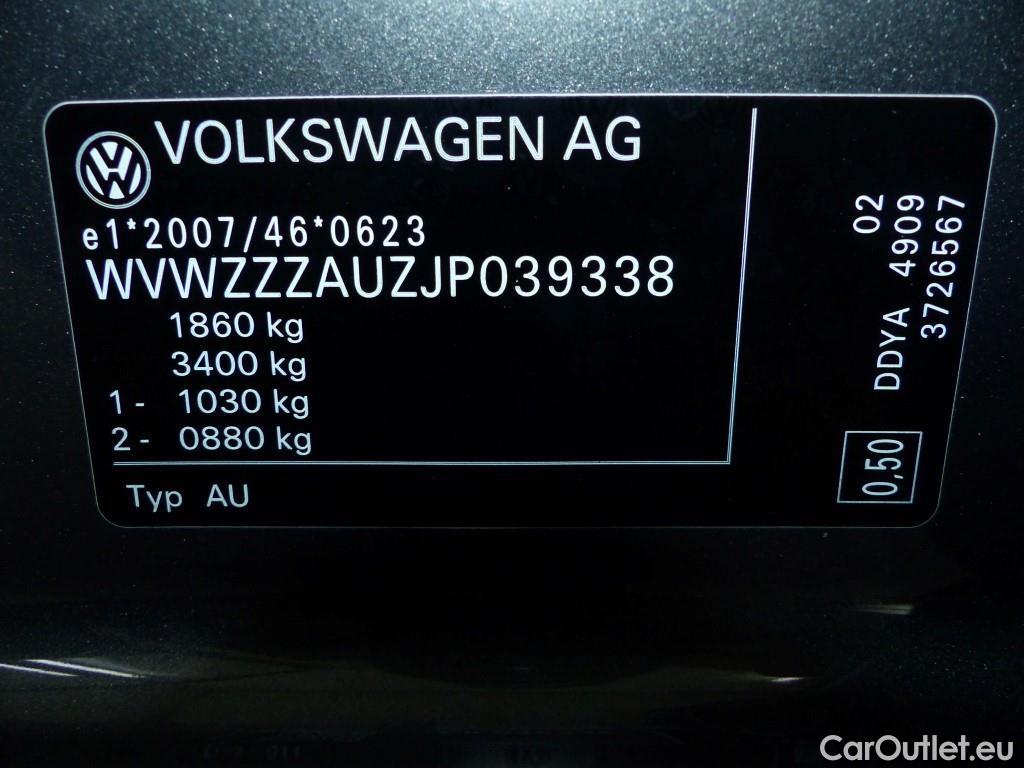 VOLKSWAGEN AG
e1*2007/46*0623
WVWZZZAUZJP039338
1860 kg
3400 kg
1 - 1030 kg
2 - 0880 kg
Typ AU
02
DDYA 4909
3726567
0,50
CarOutlet.eu